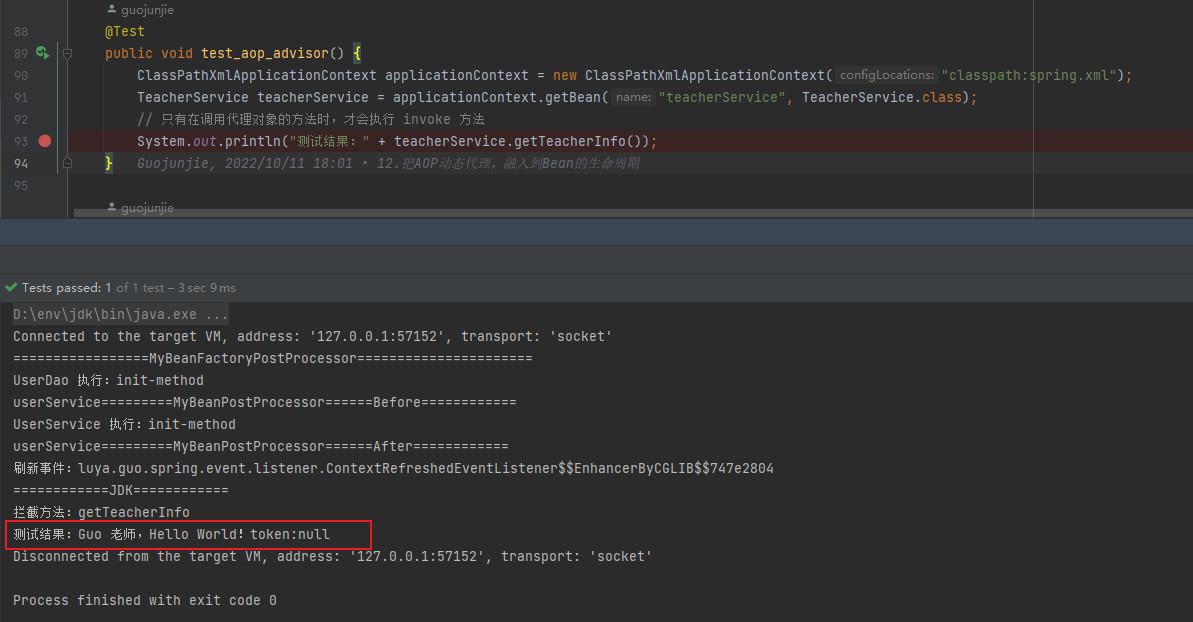 guojunjie
88 @Test
89 public void test_aop_advisor() {
90 ClassPathXmlApplicationContext applicationContext = new ClassPathXmlApplicationContext( configLocations: "classpath:spring.xml");
91 TeacherService teacherService = applicationContext.getBean( name: "teacherService", TeacherService.class);
92 // 只有在调用代理对象的方法时，才会执行 invoke 方法
93 System.out.println("测试结果：" + teacherService.getTeacherInfo());
94 } Guojunjie, 2022/10/11 18:01 • 12.把AOP动态代理，融入到Bean的生命周期
95
guojunjie
Tests passed: 1 of 1 test – 3 sec 9 ms
D:\env\jdk\bin\java.exe ...
Connected to the target VM, address: '127.0.0.1:57152', transport: 'socket'
=================MyBeanFactoryPostProcessor======================
UserDao 执行：init-method
userService=========MyBeanPostProcessor======Before============
UserService 执行：init-method
userService=========MyBeanPostProcessor======After============
刷新事件：luya.guo.spring.event.listener.ContextRefreshedEventListener$$EnhancerByCGLIB$$747e2804
============JDK============
拦截方法：getTeacherInfo
测试结果：Guo 老师，Hello World！token:null
Disconnected from the target VM, address: '127.0.0.1:57152', transport: 'socket'
Process finished with exit code 0